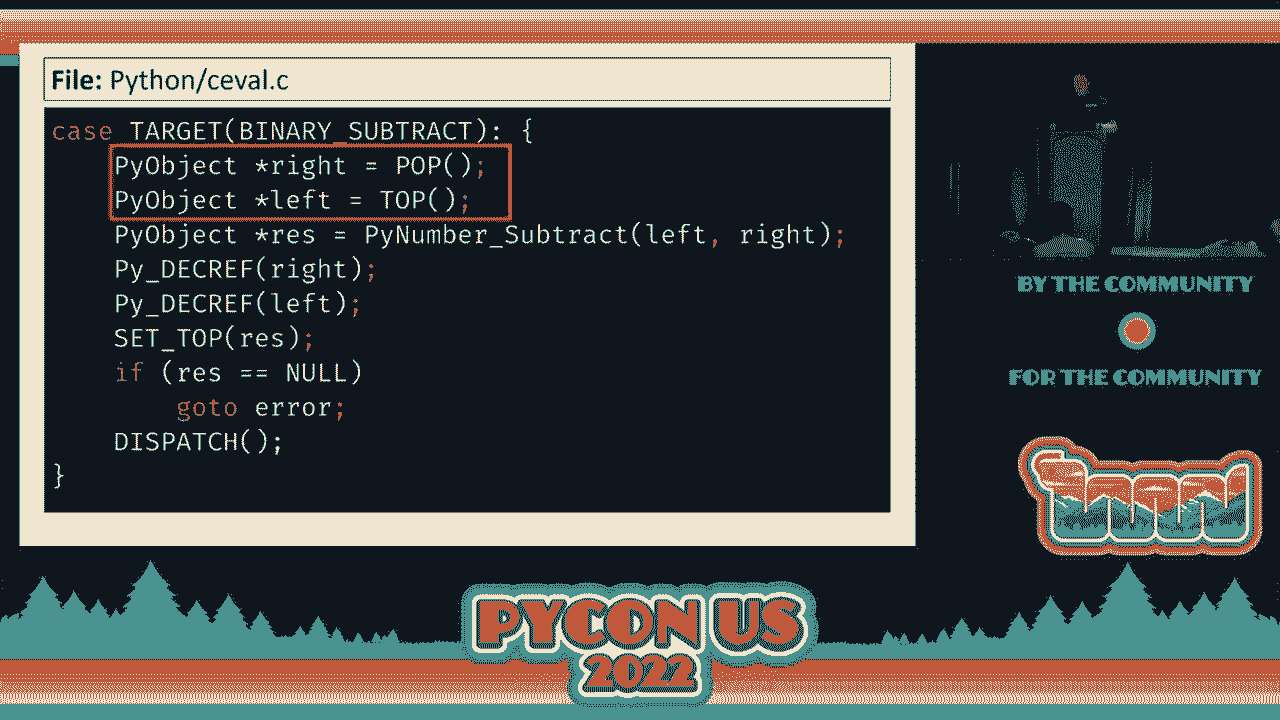 File: Python/ceval.c
case TARGET(BINARY_SUBTRACT): {
    PyObject *right = POP();
    PyObject *left = TOP();
    PyObject *res = PyNumber_Subtract(left, right);
    Py_DECREF(right);
    Py_DECREF(left);
    SET_TOP(res);
    if (res == NULL)
        goto error;
    DISPATCH();
}
BY THE COMMUNITY
FOR THE COMMUNITY
PYCON US
2022